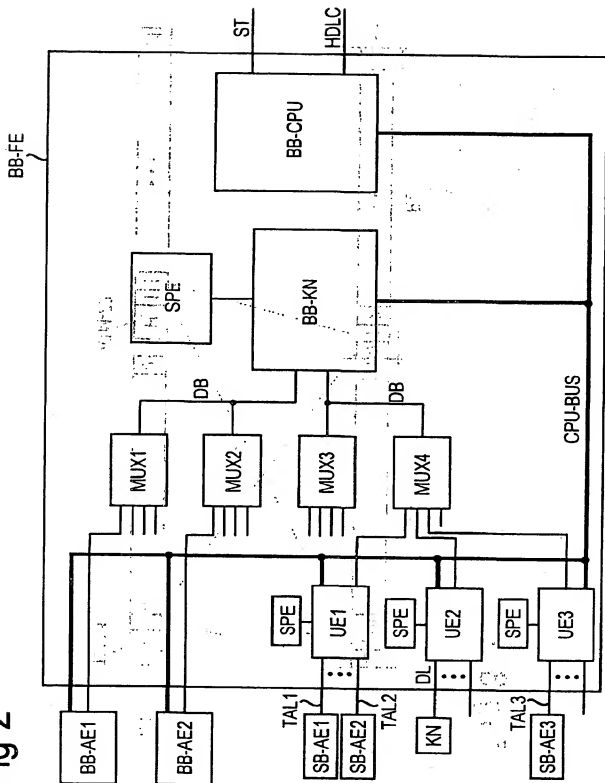 Fig 2
BB-FE
ST
HDLC
BB-CPU
SPE
BB-KN
DB
DB
MUX1
MUX2
MUX3
MUX4
CPU-BUS
SPE
UE1
SPE
UE2
SPE
UE3
DL
BB-AE1
BB-AE2
TAL1
SB-AE1
SB-AE2
TAL2
KN
TAL3
SB-AE3